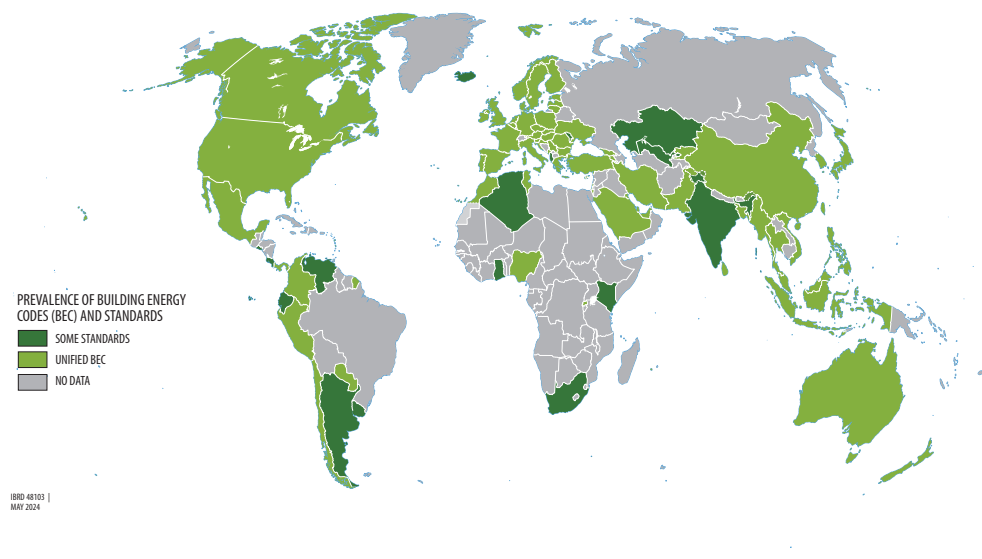 PREVALENCE OF BUILDING ENERGY
CODES (BEC) AND STANDARDS
SOME STANDARDS
UNIFIED BEC
NO DATA
IBRD 48103 |
MAY 2024